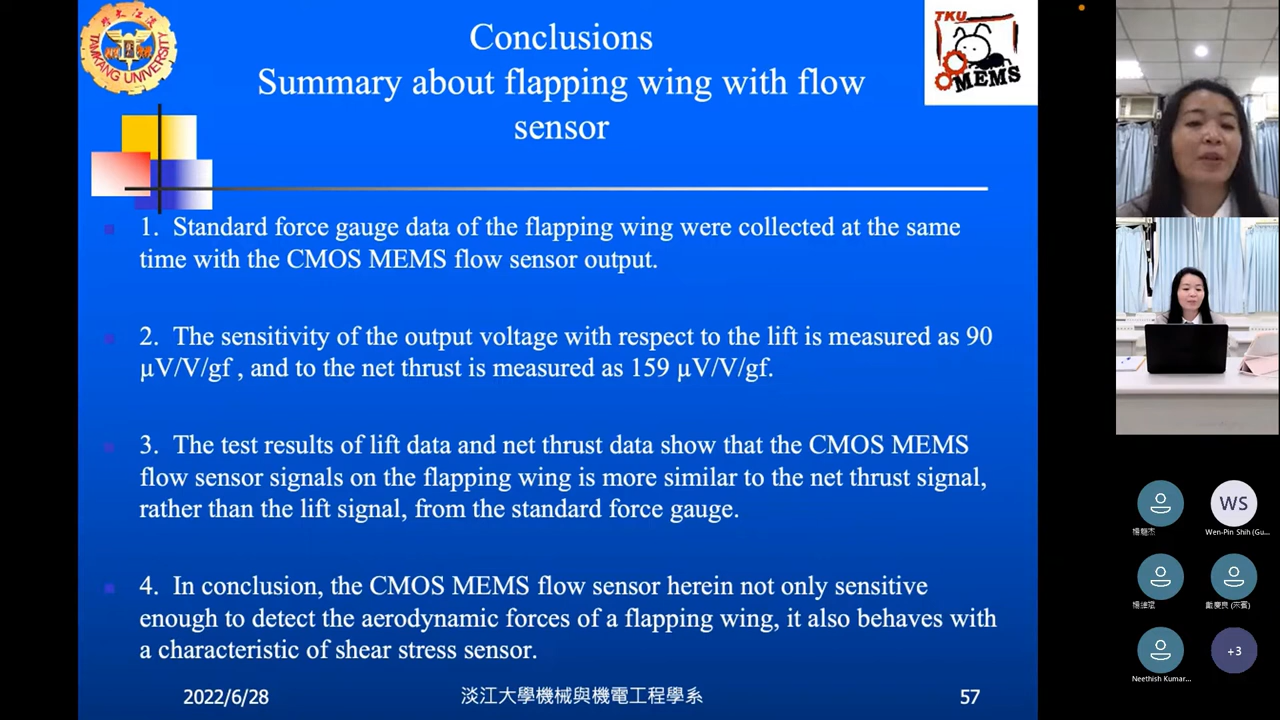 Conclusions
Summary about flapping wing with flow
sensor
TAMKANG UNIVERSITY
TKU
MEMS
1. Standard force gauge data of the flapping wing were collected at the same
time with the CMOS MEMS flow sensor output.
2. The sensitivity of the output voltage with respect to the lift is measured as 90
µV/V/gf , and to the net thrust is measured as 159 µV/V/gf.
3. The test results of lift data and net thrust data show that the CMOS MEMS
flow sensor signals on the flapping wing is more similar to the net thrust signal,
rather than the lift signal, from the standard force gauge.
4. In conclusion, the CMOS MEMS flow sensor herein not only sensitive
enough to detect the aerodynamic forces of a flapping wing, it also behaves with
a characteristic of shear stress sensor.
2022/6/28
淡江大學機械與機電工程學系
57
WS
Wen-Pin Shih (Gu...
Neethish Kumar...
+3